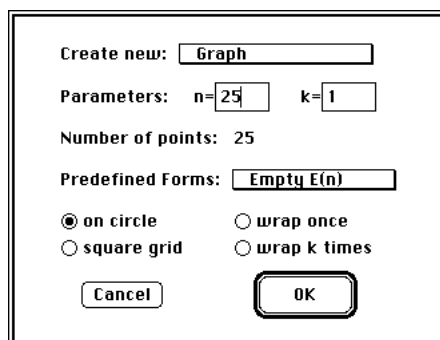 Create new: Graph
Parameters: n=25 k=1
Number of points: 25
Predefined Forms: Empty E(n)
on circle wrap once
square grid wrap k times
Cancel OK